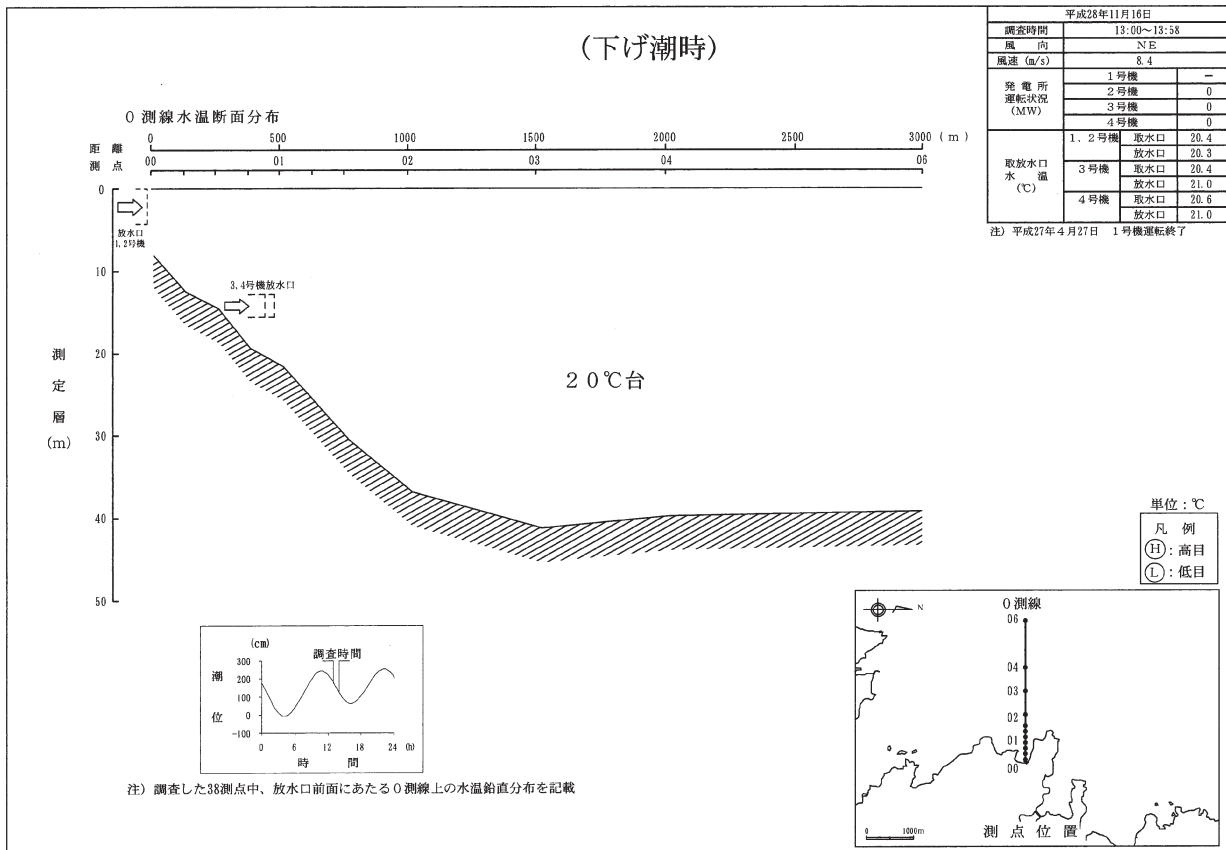 (下げ潮時)
平成28年11月16日
調査時間 13:00～13:58
風　向 NE
風速 (m/s) 8.4
発電所運転状況(MW) 1号機 －
2号機 0
3号機 0
4号機 0
取放水口水温(℃) 1、2号機 取水口 20.4
放水口 20.3
3号機 取水口 20.4
放水口 21.0
4号機 取水口 20.6
放水口 21.0
注) 平成27年4月27日　1号機運転終了
0測線水温断面分布
距離 0 500 1000 1500 2000 2500 3000 (m)
測点 00 01 02 03 04 06
0
放水口
1,2号機
10
3,4号機放水口
20
20℃台
30
40
50
測定層(m)
単位：℃
凡　例
Ⓗ：高目
Ⓛ：低目
(cm)
調査時間
潮位
300
200
100
0
-100
0 6 12 18 24 (h)
時　間
注) 調査した38測点中、放水口前面にあたる0測線上の水温鉛直分布を記載
N
0測線
06
04
03
02
01
00
0 1000m
測点位置